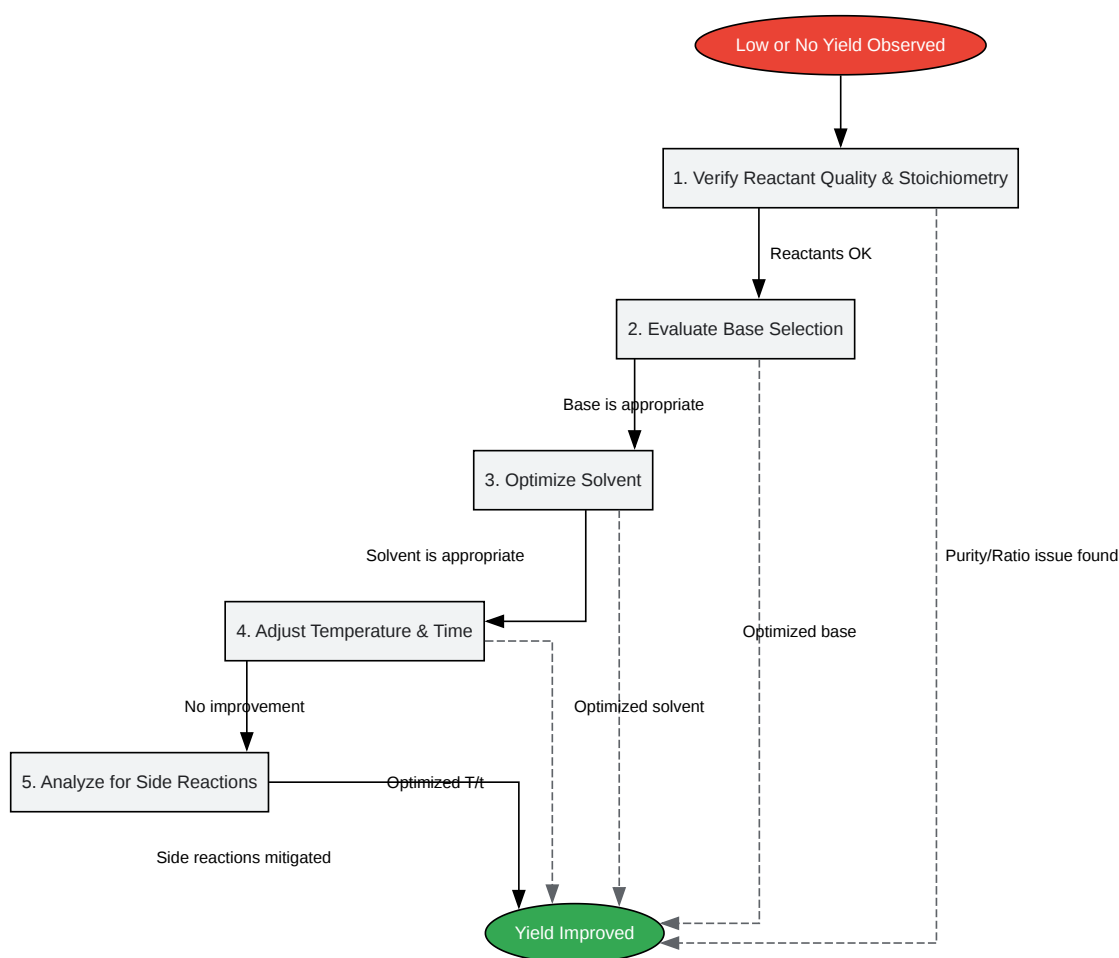 Low or No Yield Observed
1. Verify Reactant Quality & Stoichiometry
Reactants OK
2. Evaluate Base Selection
Base is appropriate
3. Optimize Solvent
Solvent is appropriate
Purity/Ratio issue found
4. Adjust Temperature & Time
Optimized base
No improvement
Optimized solvent
5. Analyze for Side Reactions
Optimized T/t
Side reactions mitigated
Yield Improved